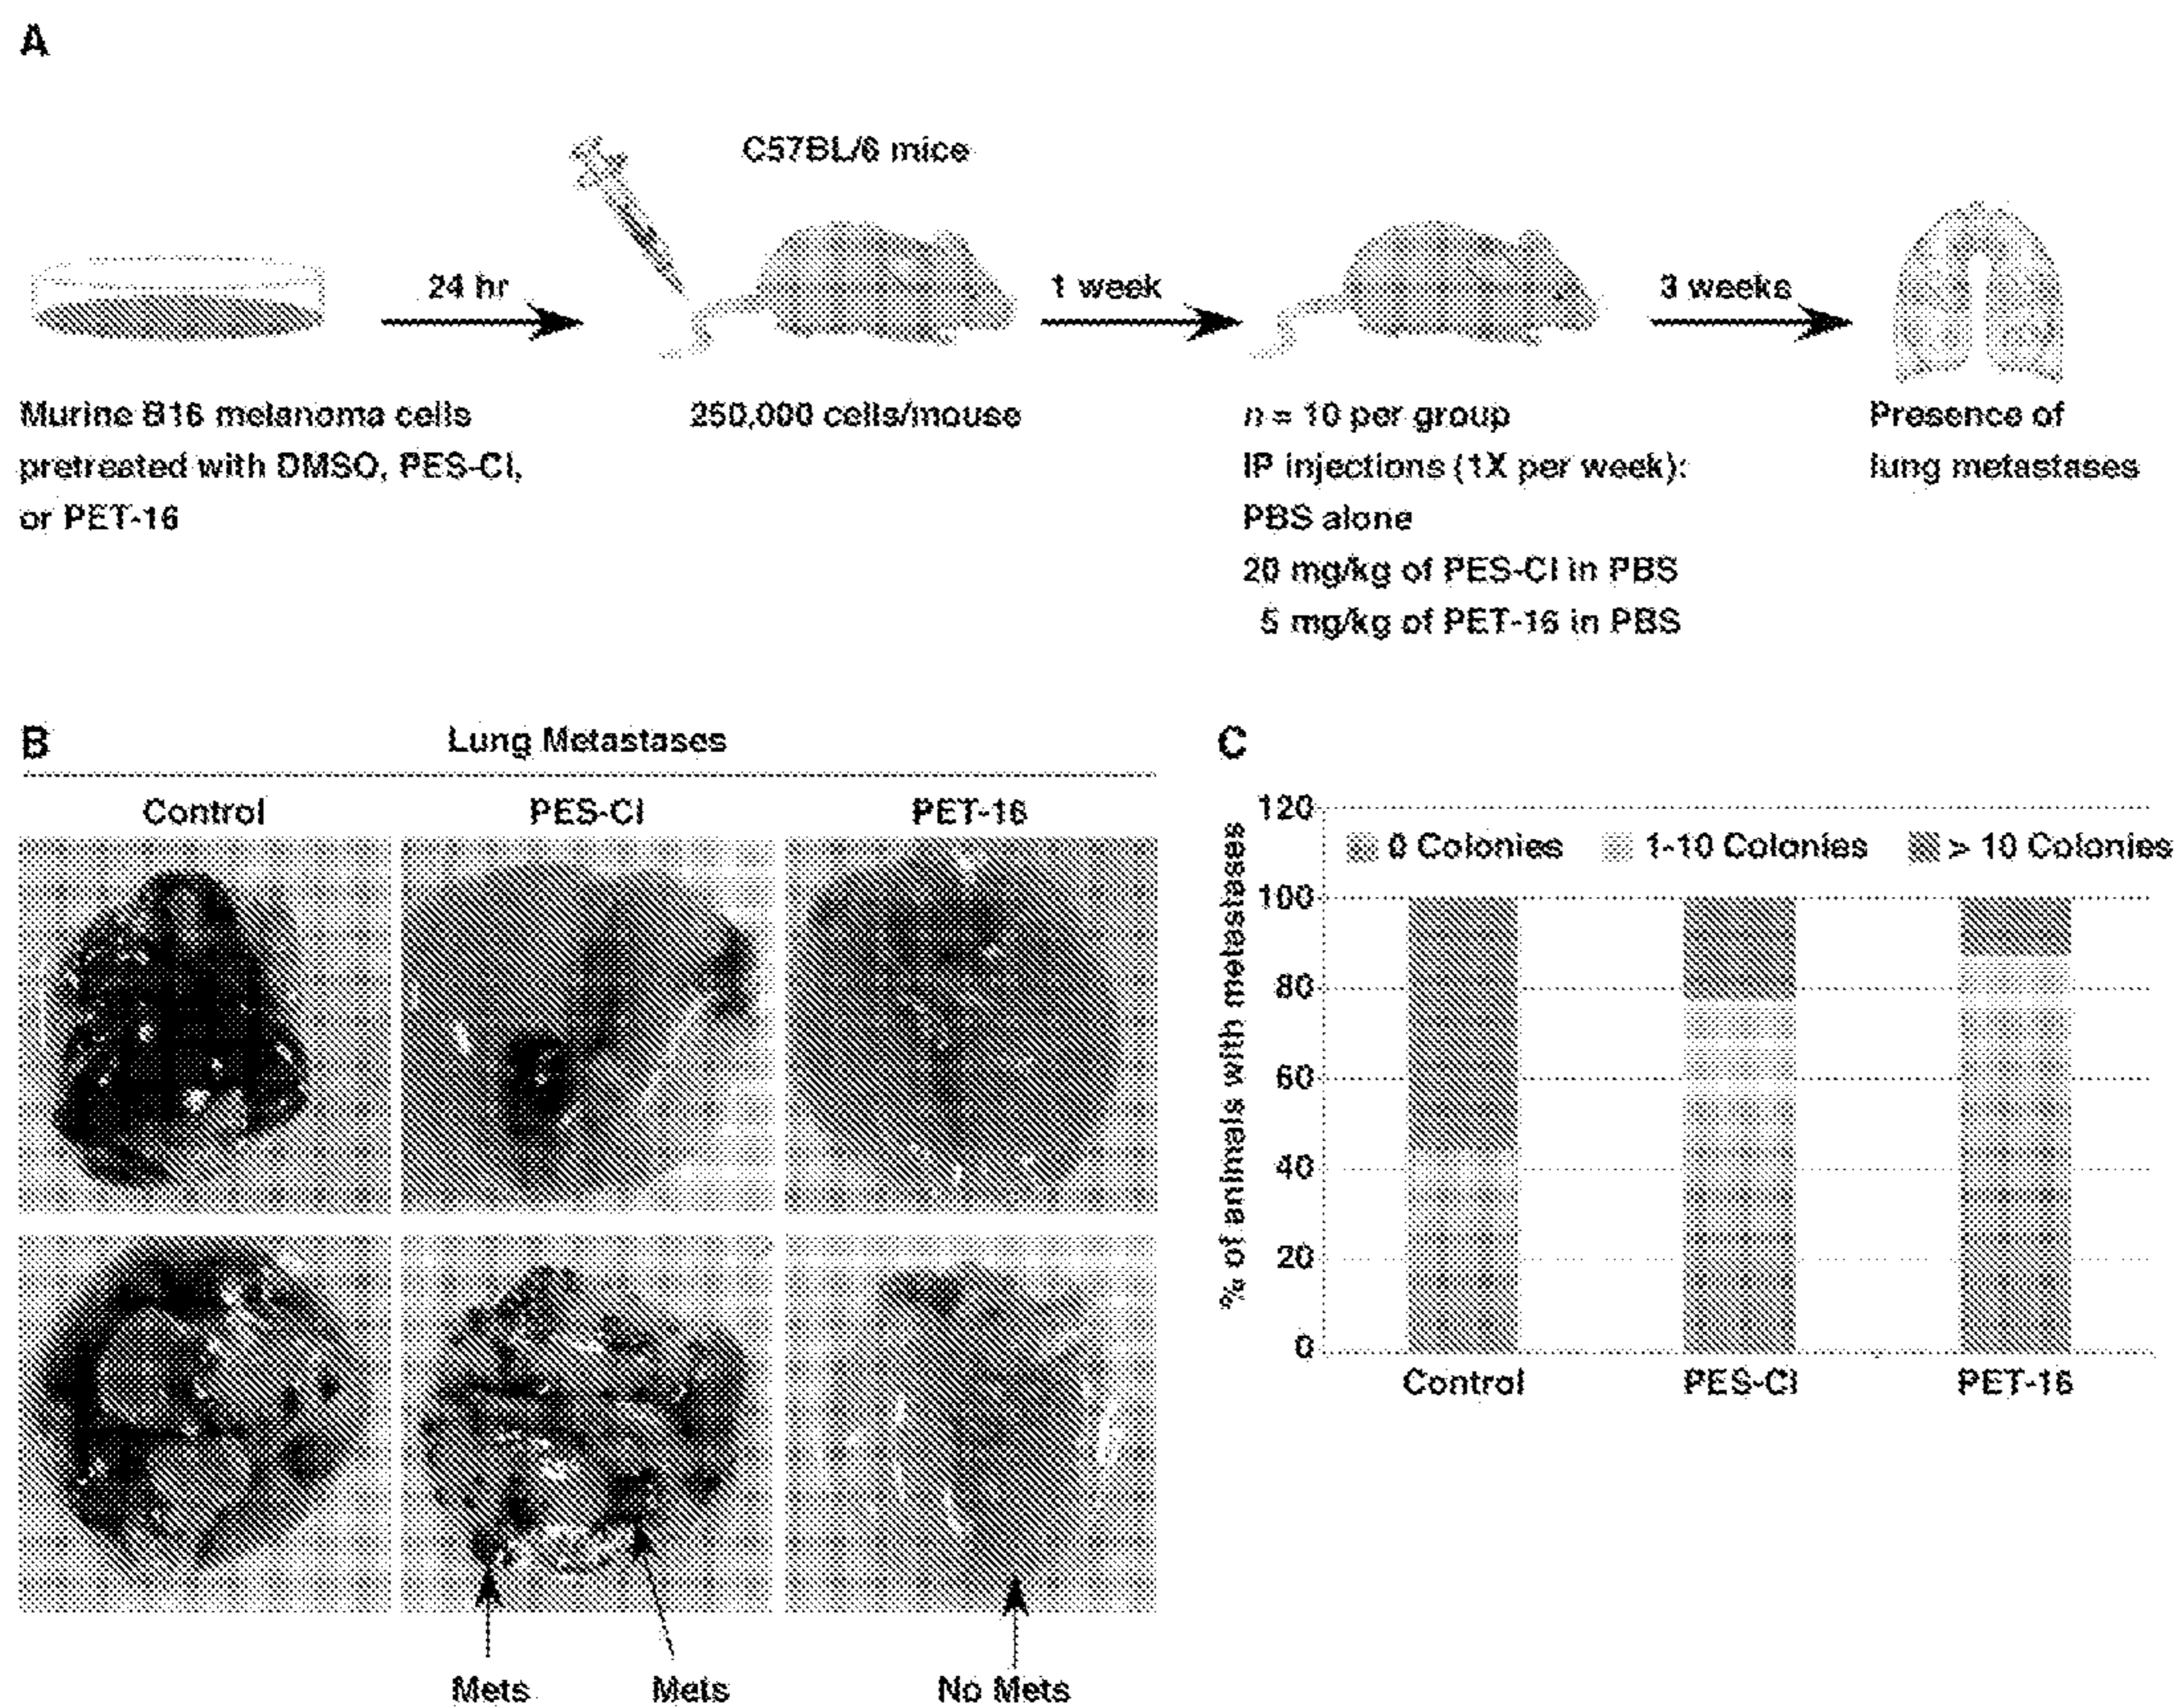 A
C57BL/6 mice
24 hr
1 week
3 weeks
Murine B16 melanoma cells
pretreated with DMSO, PES-Cl,
or PET-16
250,000 cells/mouse
n = 10 per group
IP injections (1X per week):
PBS alone
20 mg/kg of PES-Cl in PBS
5 mg/kg of PET-16 in PBS
Presence of
lung metastases
B
Lung Metastases
Control PES-Cl PET-16
Mets Mets No Mets
C
% of animals with metastases
120
100
80
60
40
20
0
0 Colonies 1-10 Colonies > 10 Colonies
Control PES-Cl PET-16